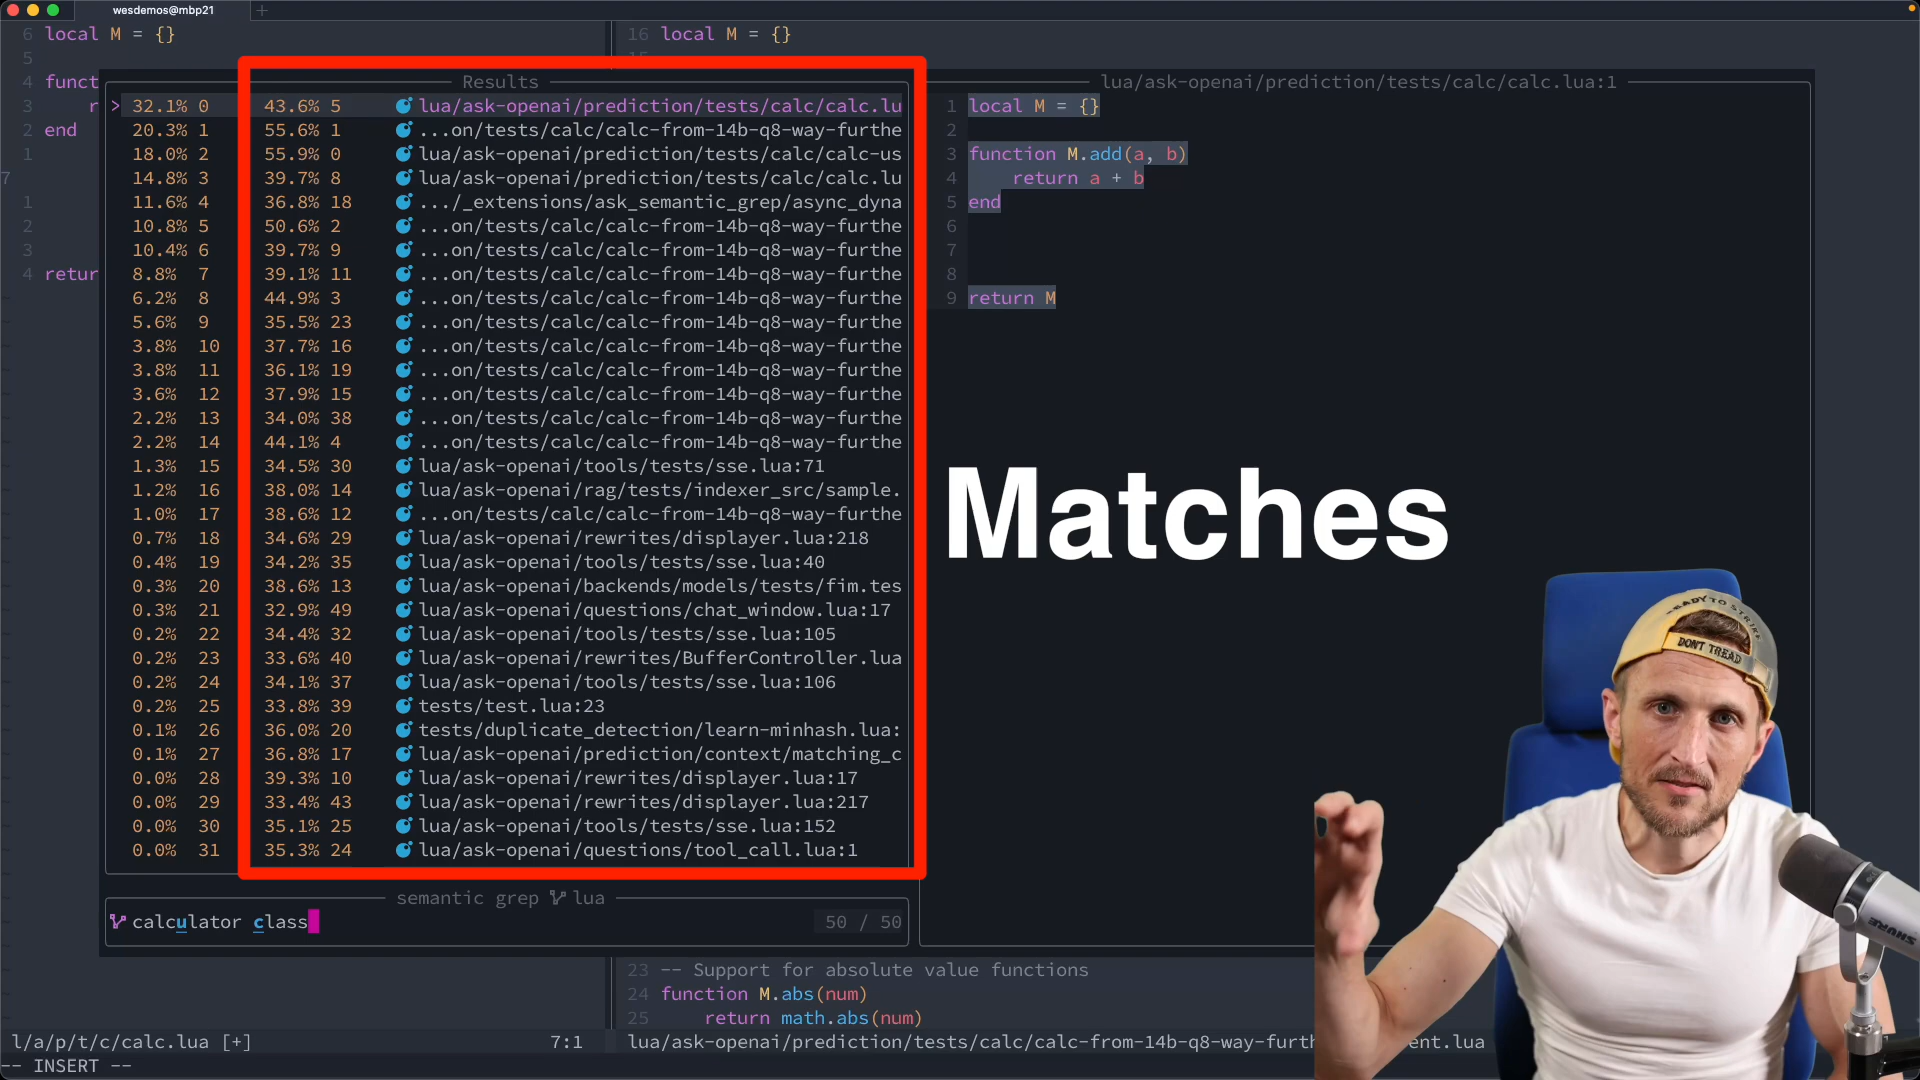 wesdemos@mbp21
6 local M = {}
5
4 funct
3 r
2 end
1
7
1
2
3
4 retur
16 local M = {}
15
Results
> 32.1% 0 43.6% 5 lua/ask-openai/prediction/tests/calc/calc.lu
20.3% 1 55.6% 1 ...on/tests/calc/calc-from-14b-q8-way-furthe
18.0% 2 55.9% 0 lua/ask-openai/prediction/tests/calc/calc-us
14.8% 3 39.7% 8 lua/ask-openai/prediction/tests/calc/calc.lu
11.6% 4 36.8% 18 .../_extensions/ask_semantic_grep/async_dyna
10.8% 5 50.6% 2 ...on/tests/calc/calc-from-14b-q8-way-furthe
10.4% 6 39.7% 9 ...on/tests/calc/calc-from-14b-q8-way-furthe
8.8% 7 39.1% 11 ...on/tests/calc/calc-from-14b-q8-way-furthe
6.2% 8 44.9% 3 ...on/tests/calc/calc-from-14b-q8-way-furthe
5.6% 9 35.5% 23 ...on/tests/calc/calc-from-14b-q8-way-furthe
3.8% 10 37.7% 16 ...on/tests/calc/calc-from-14b-q8-way-furthe
3.8% 11 36.1% 19 ...on/tests/calc/calc-from-14b-q8-way-furthe
3.6% 12 37.9% 15 ...on/tests/calc/calc-from-14b-q8-way-furthe
2.2% 13 34.0% 38 ...on/tests/calc/calc-from-14b-q8-way-furthe
2.2% 14 44.1% 4 ...on/tests/calc/calc-from-14b-q8-way-furthe
1.3% 15 34.5% 30 lua/ask-openai/tools/tests/sse.lua:71
1.2% 16 38.0% 14 lua/ask-openai/rag/tests/indexer_src/sample.
1.0% 17 38.6% 12 ...on/tests/calc/calc-from-14b-q8-way-furthe
0.7% 18 34.6% 29 lua/ask-openai/rewrites/displayer.lua:218
0.4% 19 34.2% 35 lua/ask-openai/tools/tests/sse.lua:40
0.3% 20 38.6% 13 lua/ask-openai/backends/models/tests/fim.tes
0.3% 21 32.9% 49 lua/ask-openai/questions/chat_window.lua:17
0.2% 22 34.4% 32 lua/ask-openai/tools/tests/sse.lua:105
0.2% 23 33.6% 40 lua/ask-openai/rewrites/BufferController.lua
0.2% 24 34.1% 37 lua/ask-openai/tools/tests/sse.lua:106
0.2% 25 33.8% 39 tests/test.lua:23
0.1% 26 36.0% 20 tests/duplicate_detection/learn-minhash.lua:
0.1% 27 36.8% 17 lua/ask-openai/prediction/context/matching_c
0.0% 28 39.3% 10 lua/ask-openai/rewrites/displayer.lua:17
0.0% 29 33.4% 43 lua/ask-openai/rewrites/displayer.lua:217
0.0% 30 35.1% 25 lua/ask-openai/tools/tests/sse.lua:152
0.0% 31 35.3% 24 lua/ask-openai/questions/tool_call.lua:1
semantic grep lua
calculator class 50 / 50
lua/ask-openai/prediction/tests/calc/calc.lua:1
1 local M = {}
2
3 function M.add(a, b)
4 return a + b
5 end
6
7
8
9 return M
Matches
READY TO STRIKE
DONT TREAD
SHURE
23 -- Support for absolute value functions
24 function M.abs(num)
25 return math.abs(num)
l/a/p/t/c/calc.lua [+] 7:1
lua/ask-openai/prediction/tests/calc/calc-from-14b-q8-way-furth ent.lua
-- INSERT --